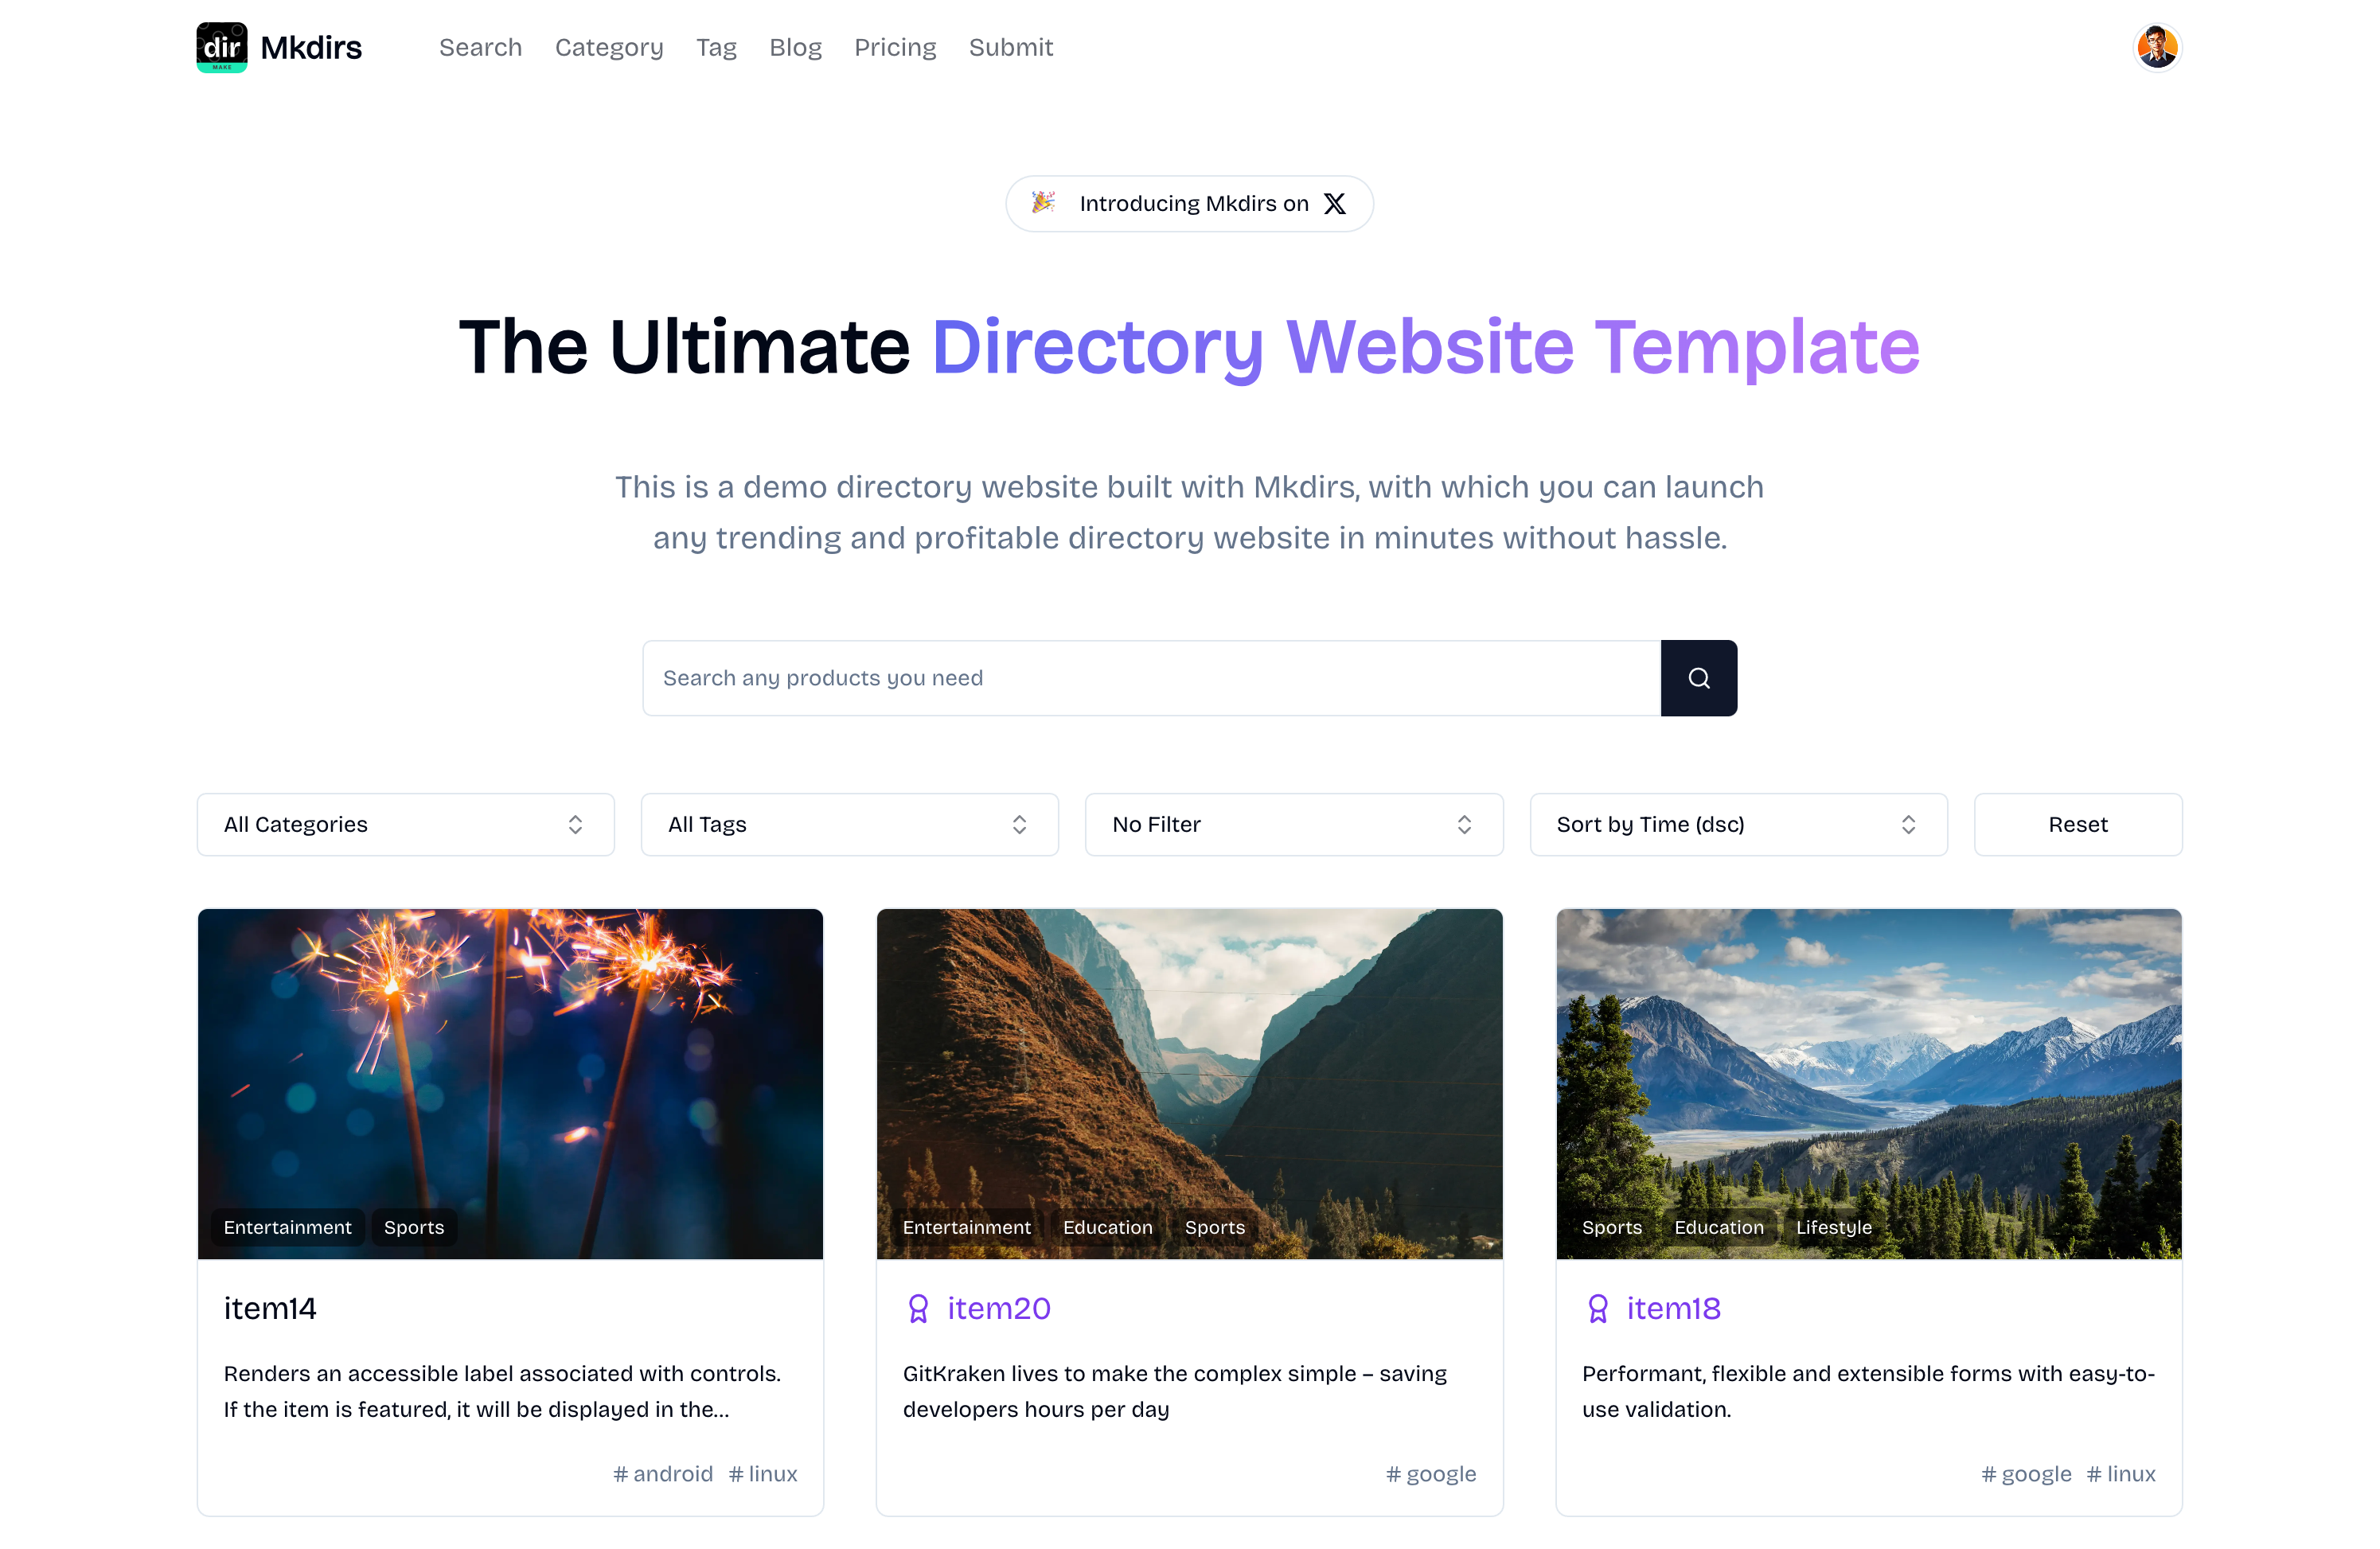 dir
MAKE
Mkdirs
Search Category Tag Blog Pricing Submit
🎉 Introducing Mkdirs on X
The Ultimate Directory Website Template
This is a demo directory website built with Mkdirs, with which you can launch
any trending and profitable directory website in minutes without hassle.
Search any products you need
All Categories
All Tags
No Filter
Sort by Time (dsc)
Reset
Entertainment Sports
item14
Renders an accessible label associated with controls.
If the item is featured, it will be displayed in the...
# android # linux
Entertainment Education Sports
item20
GitKraken lives to make the complex simple – saving
developers hours per day
# google
Sports Education Lifestyle
item18
Performant, flexible and extensible forms with easy-to-
use validation.
# google # linux